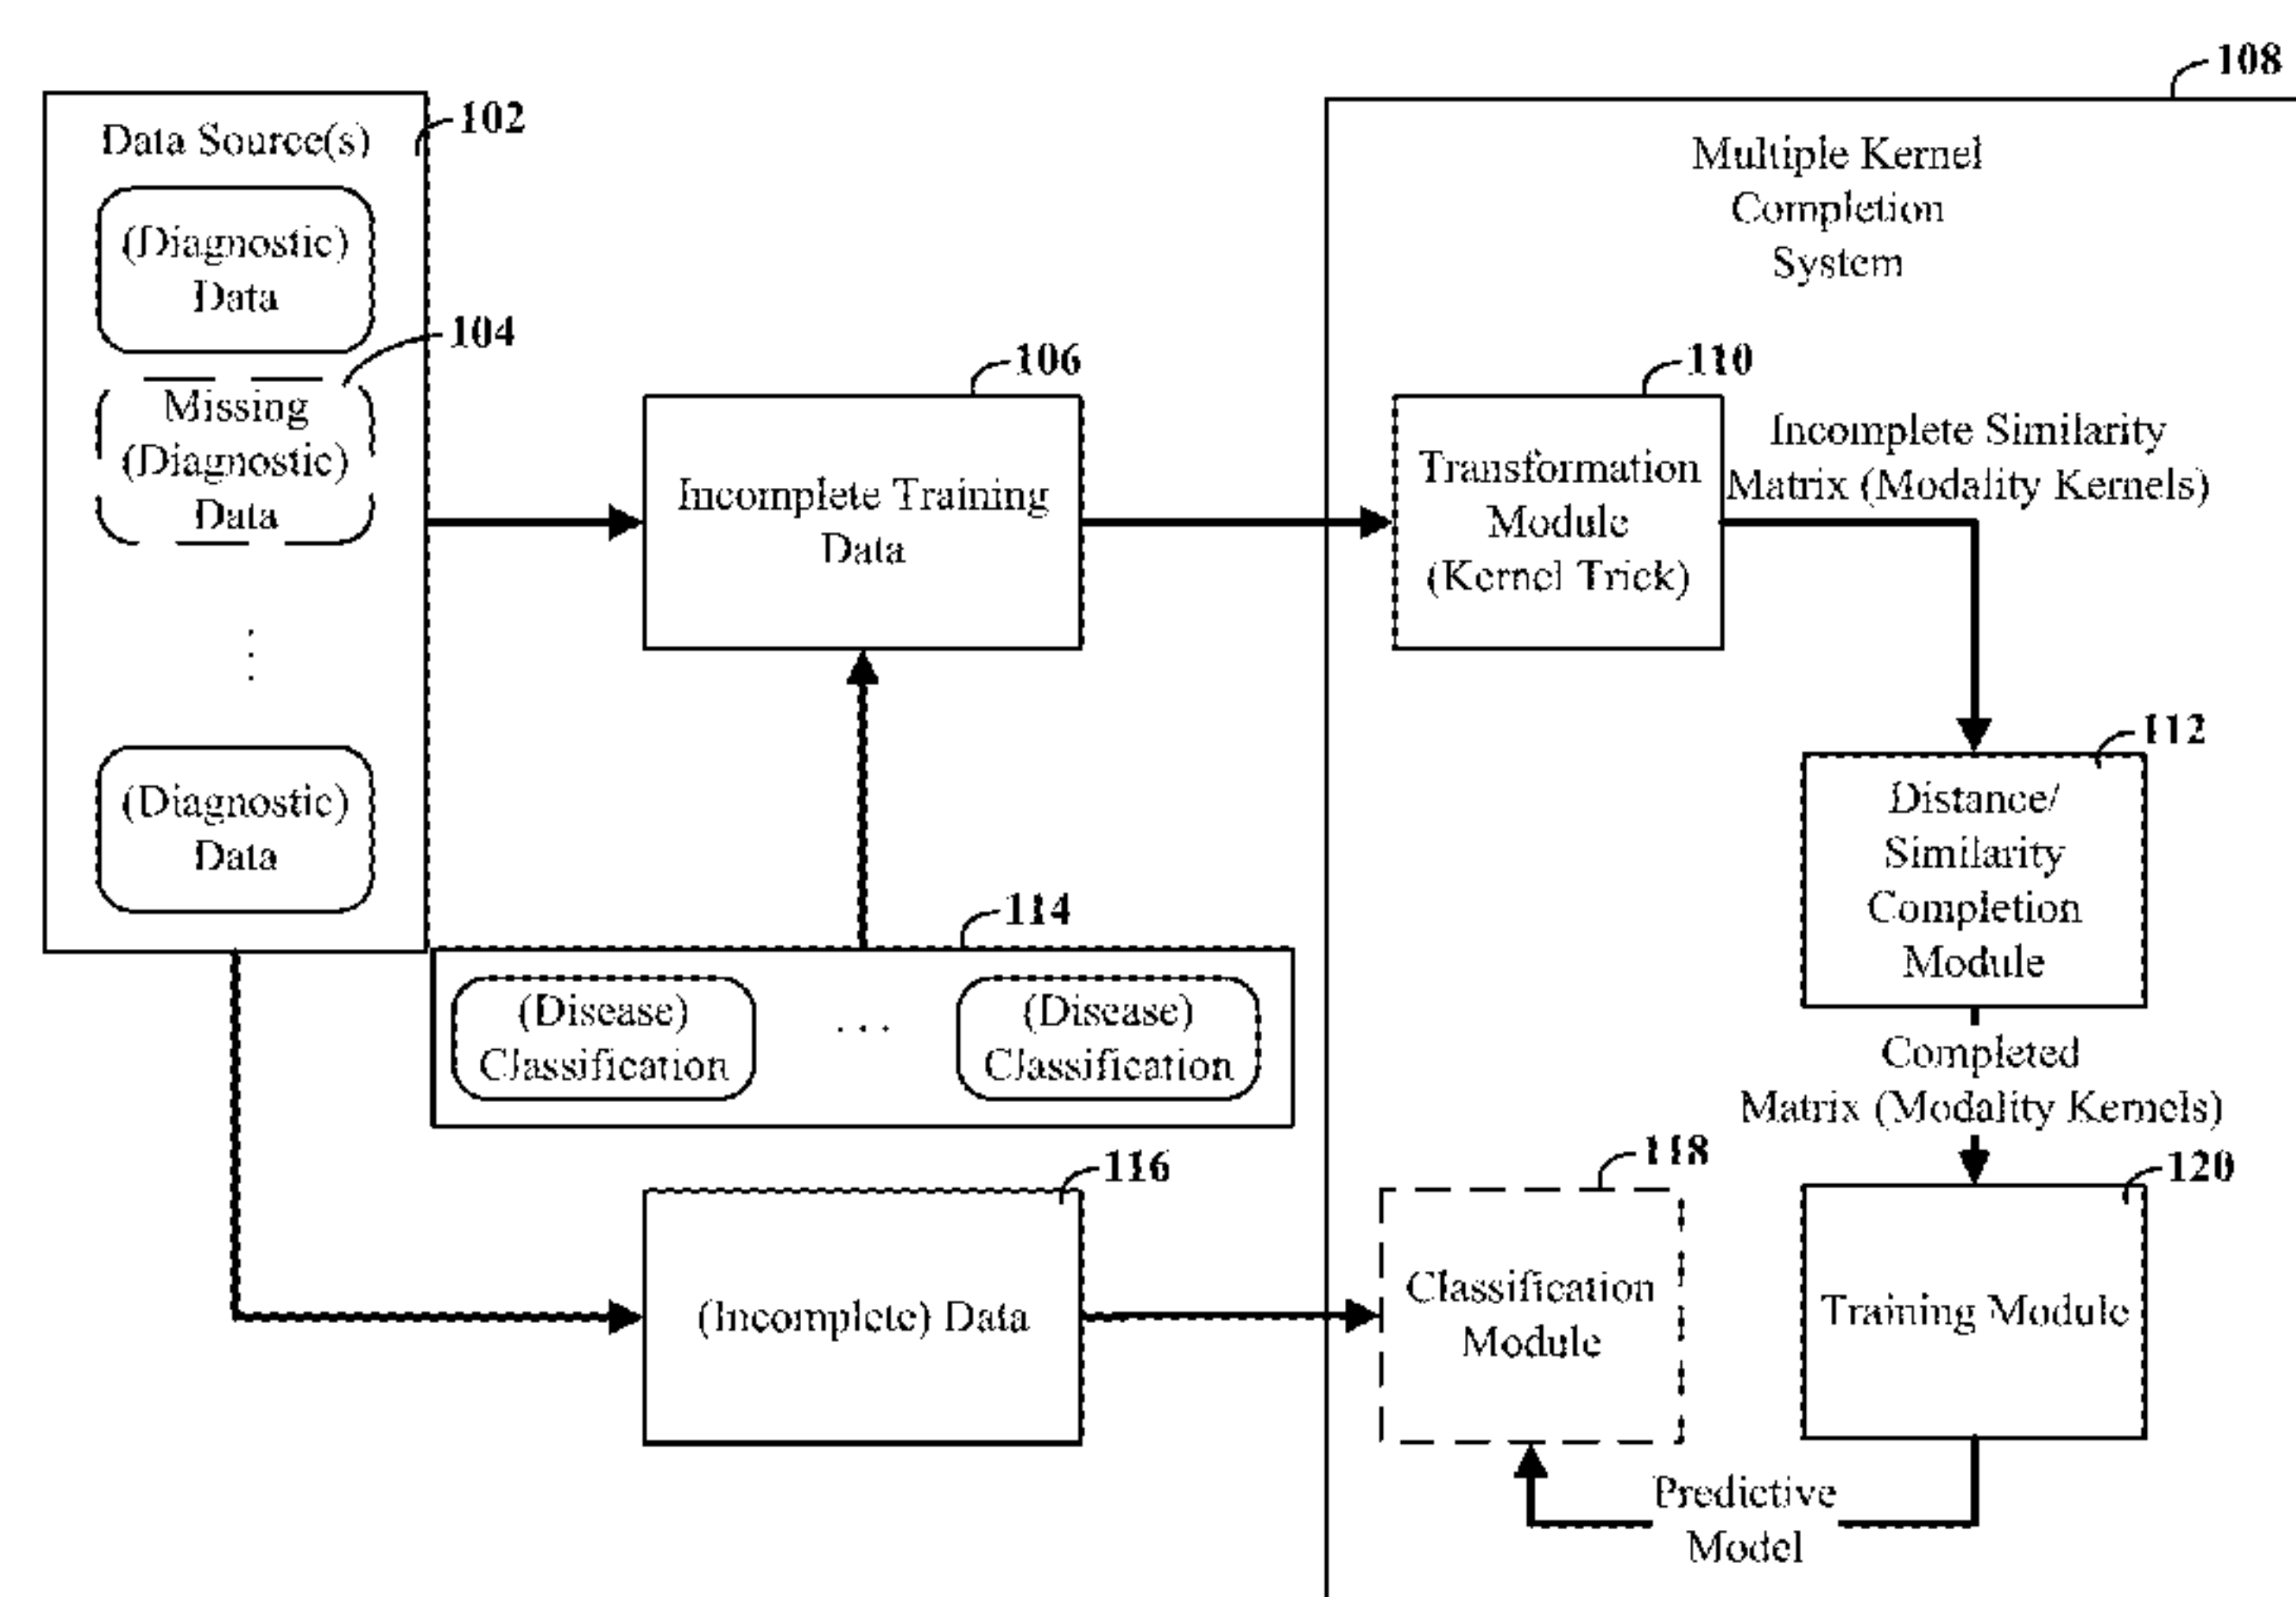 108
102
Data Source(s)
Multiple Kernel
Completion
System
(Diagnostic)
Data
104
Missing
(Diagnostic)
Data
106
Incomplete Training
Data
110
Transformation
Module
(Kernel Trick)
Incomplete Similarity
Matrix (Modality Kernels)
(Diagnostic)
Data
112
Distance/
Similarity
Completion
Module
114
(Disease)
Classification
. . .
(Disease)
Classification
Completed
Matrix (Modality Kernels)
116
(Incomplete) Data
118
Classification
Module
120
Training Module
Predictive
Model